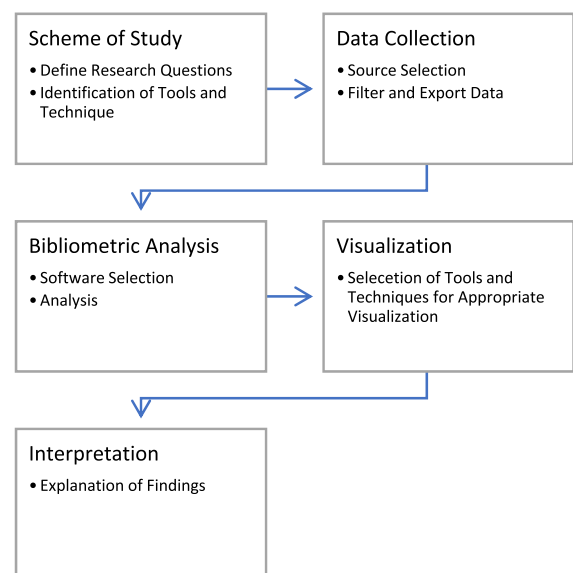 Scheme of Study
• Define Research Questions
• Identification of Tools and
Technique
Data Collection
• Source Selection
• Filter and Export Data
Bibliometric Analysis
• Software Selection
• Analysis
Visualization
• Selecetion of Tools and
Techniques for Appropriate
Visualization
Interpretation
• Explanation of Findings